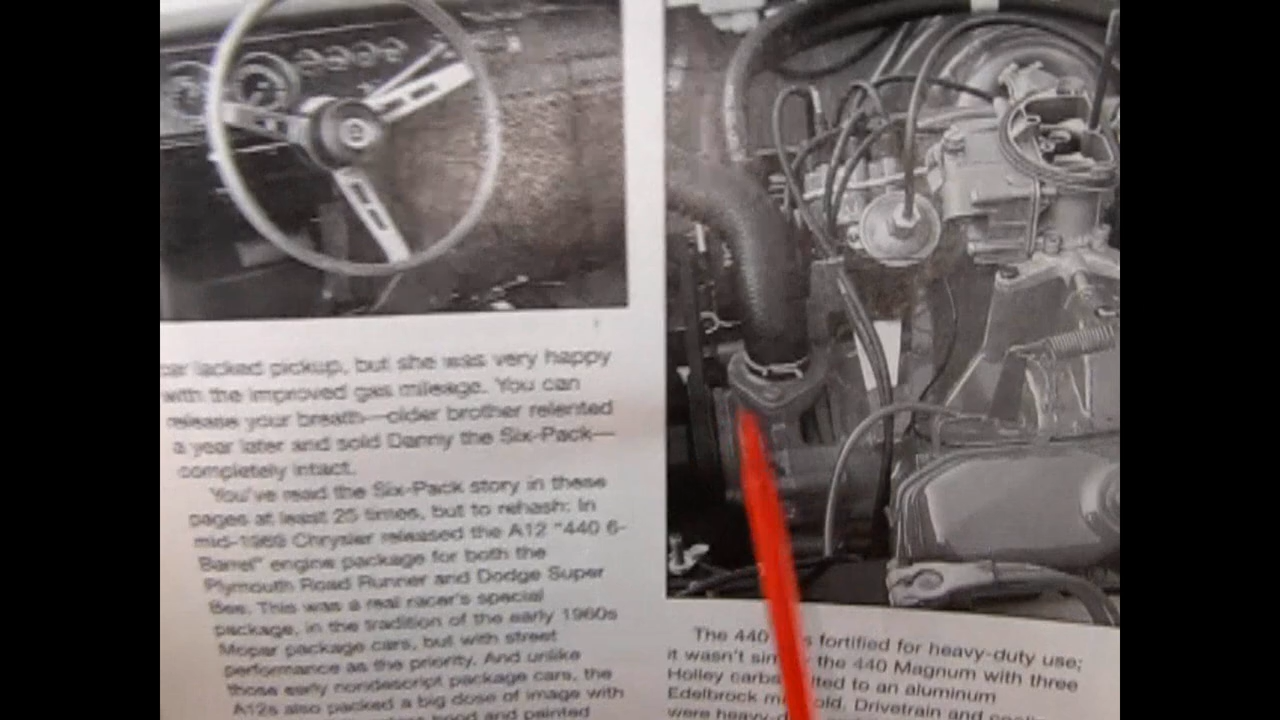 car lacked pickup, but she was very happy
with the improved gas mileage. You can
release your breath—older brother relented
a year later and sold Danny the Six-Pack—
completely intact.
You've read the Six-Pack story in these
pages at least 25 times, but to rehash: In
mid-1969 Chrysler released the A12 "440 6-
Barrel" engine package for both the
Plymouth Road Runner and Dodge Super
Bee. This was a real racer's special
package, in the tradition of the early 1960s
Mopar package cars, but with street
performance as the priority. And unlike
those early nondescript package cars, the
A12s also packed a big dose of image with
hood and painted
The 440 fortified for heavy-duty use;
it wasn't the 440 Magnum with three
Holley carbs to an aluminum
Edelbrock Drivetrain and
were